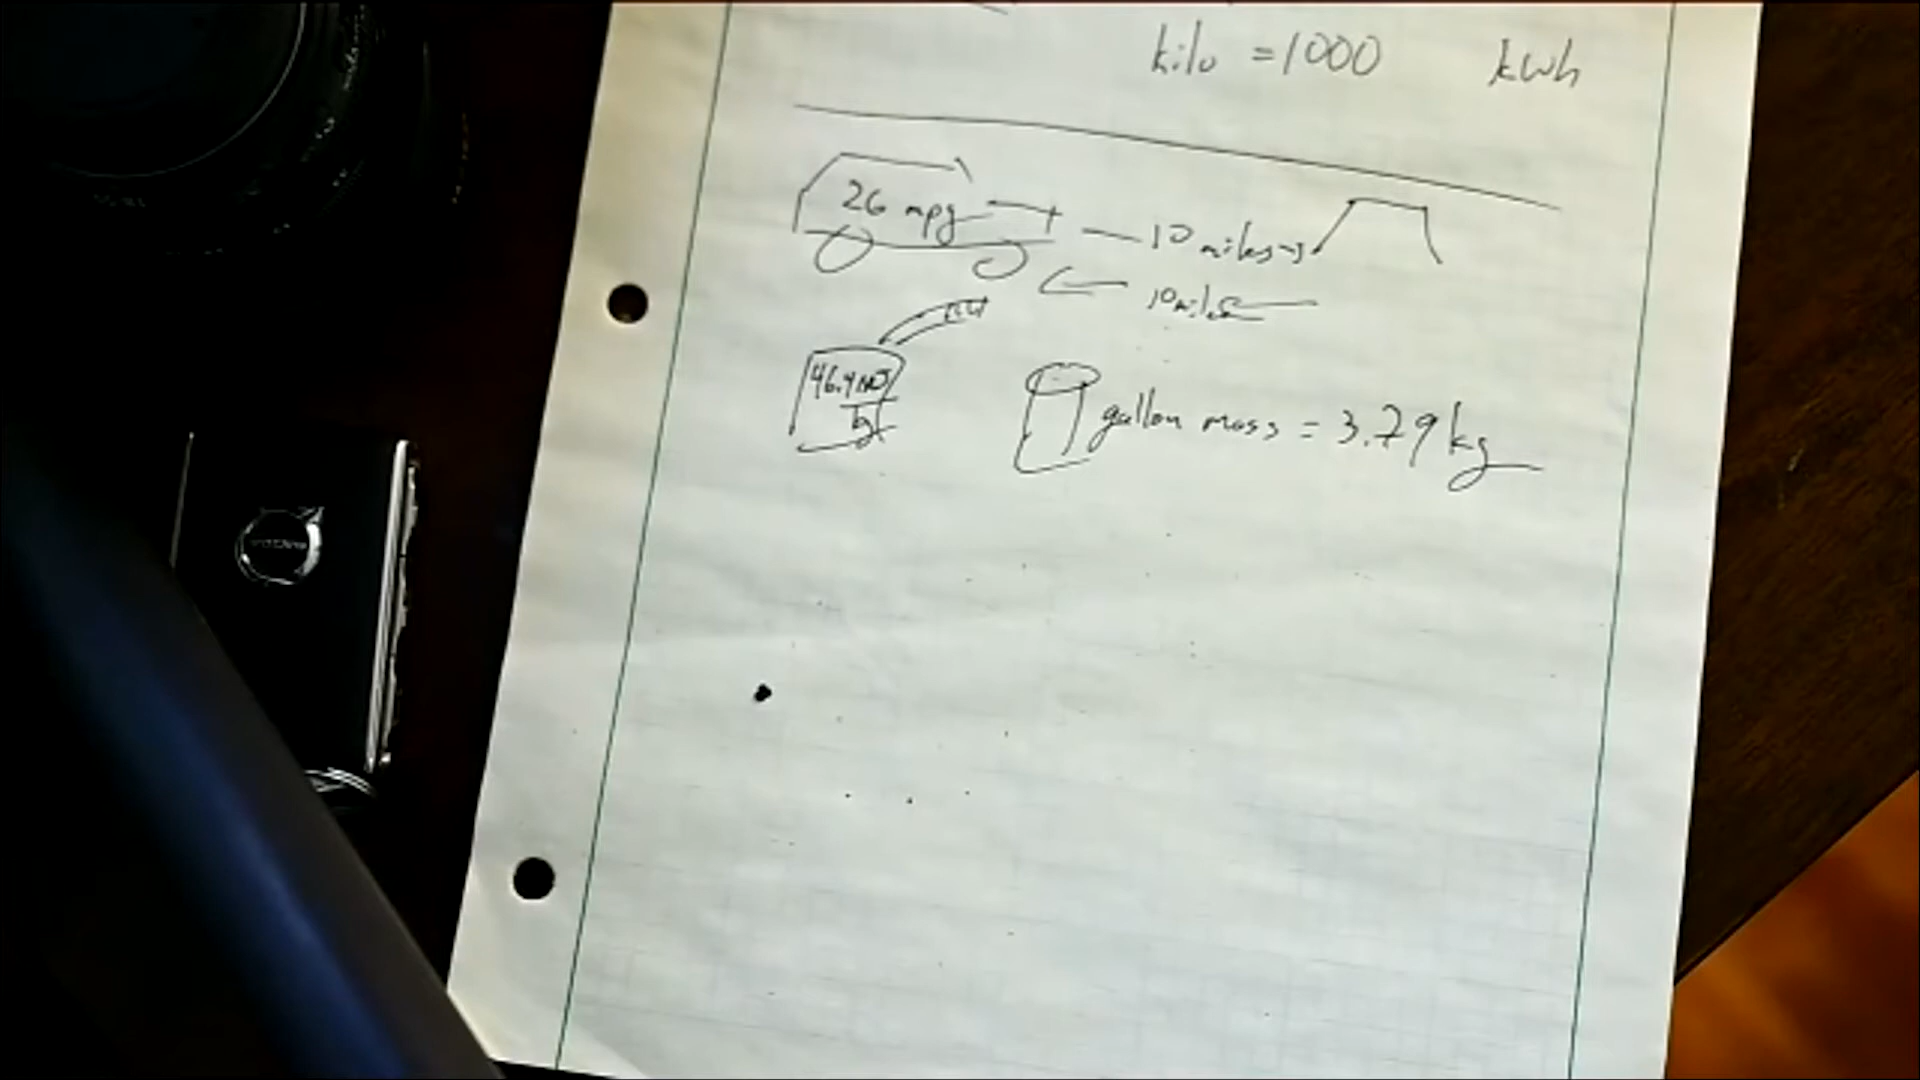 kilo = 1000 kwh
26 mpg 10 miles
10 miles
46.4 MJ
kg
gallon mass = 3.79 kg